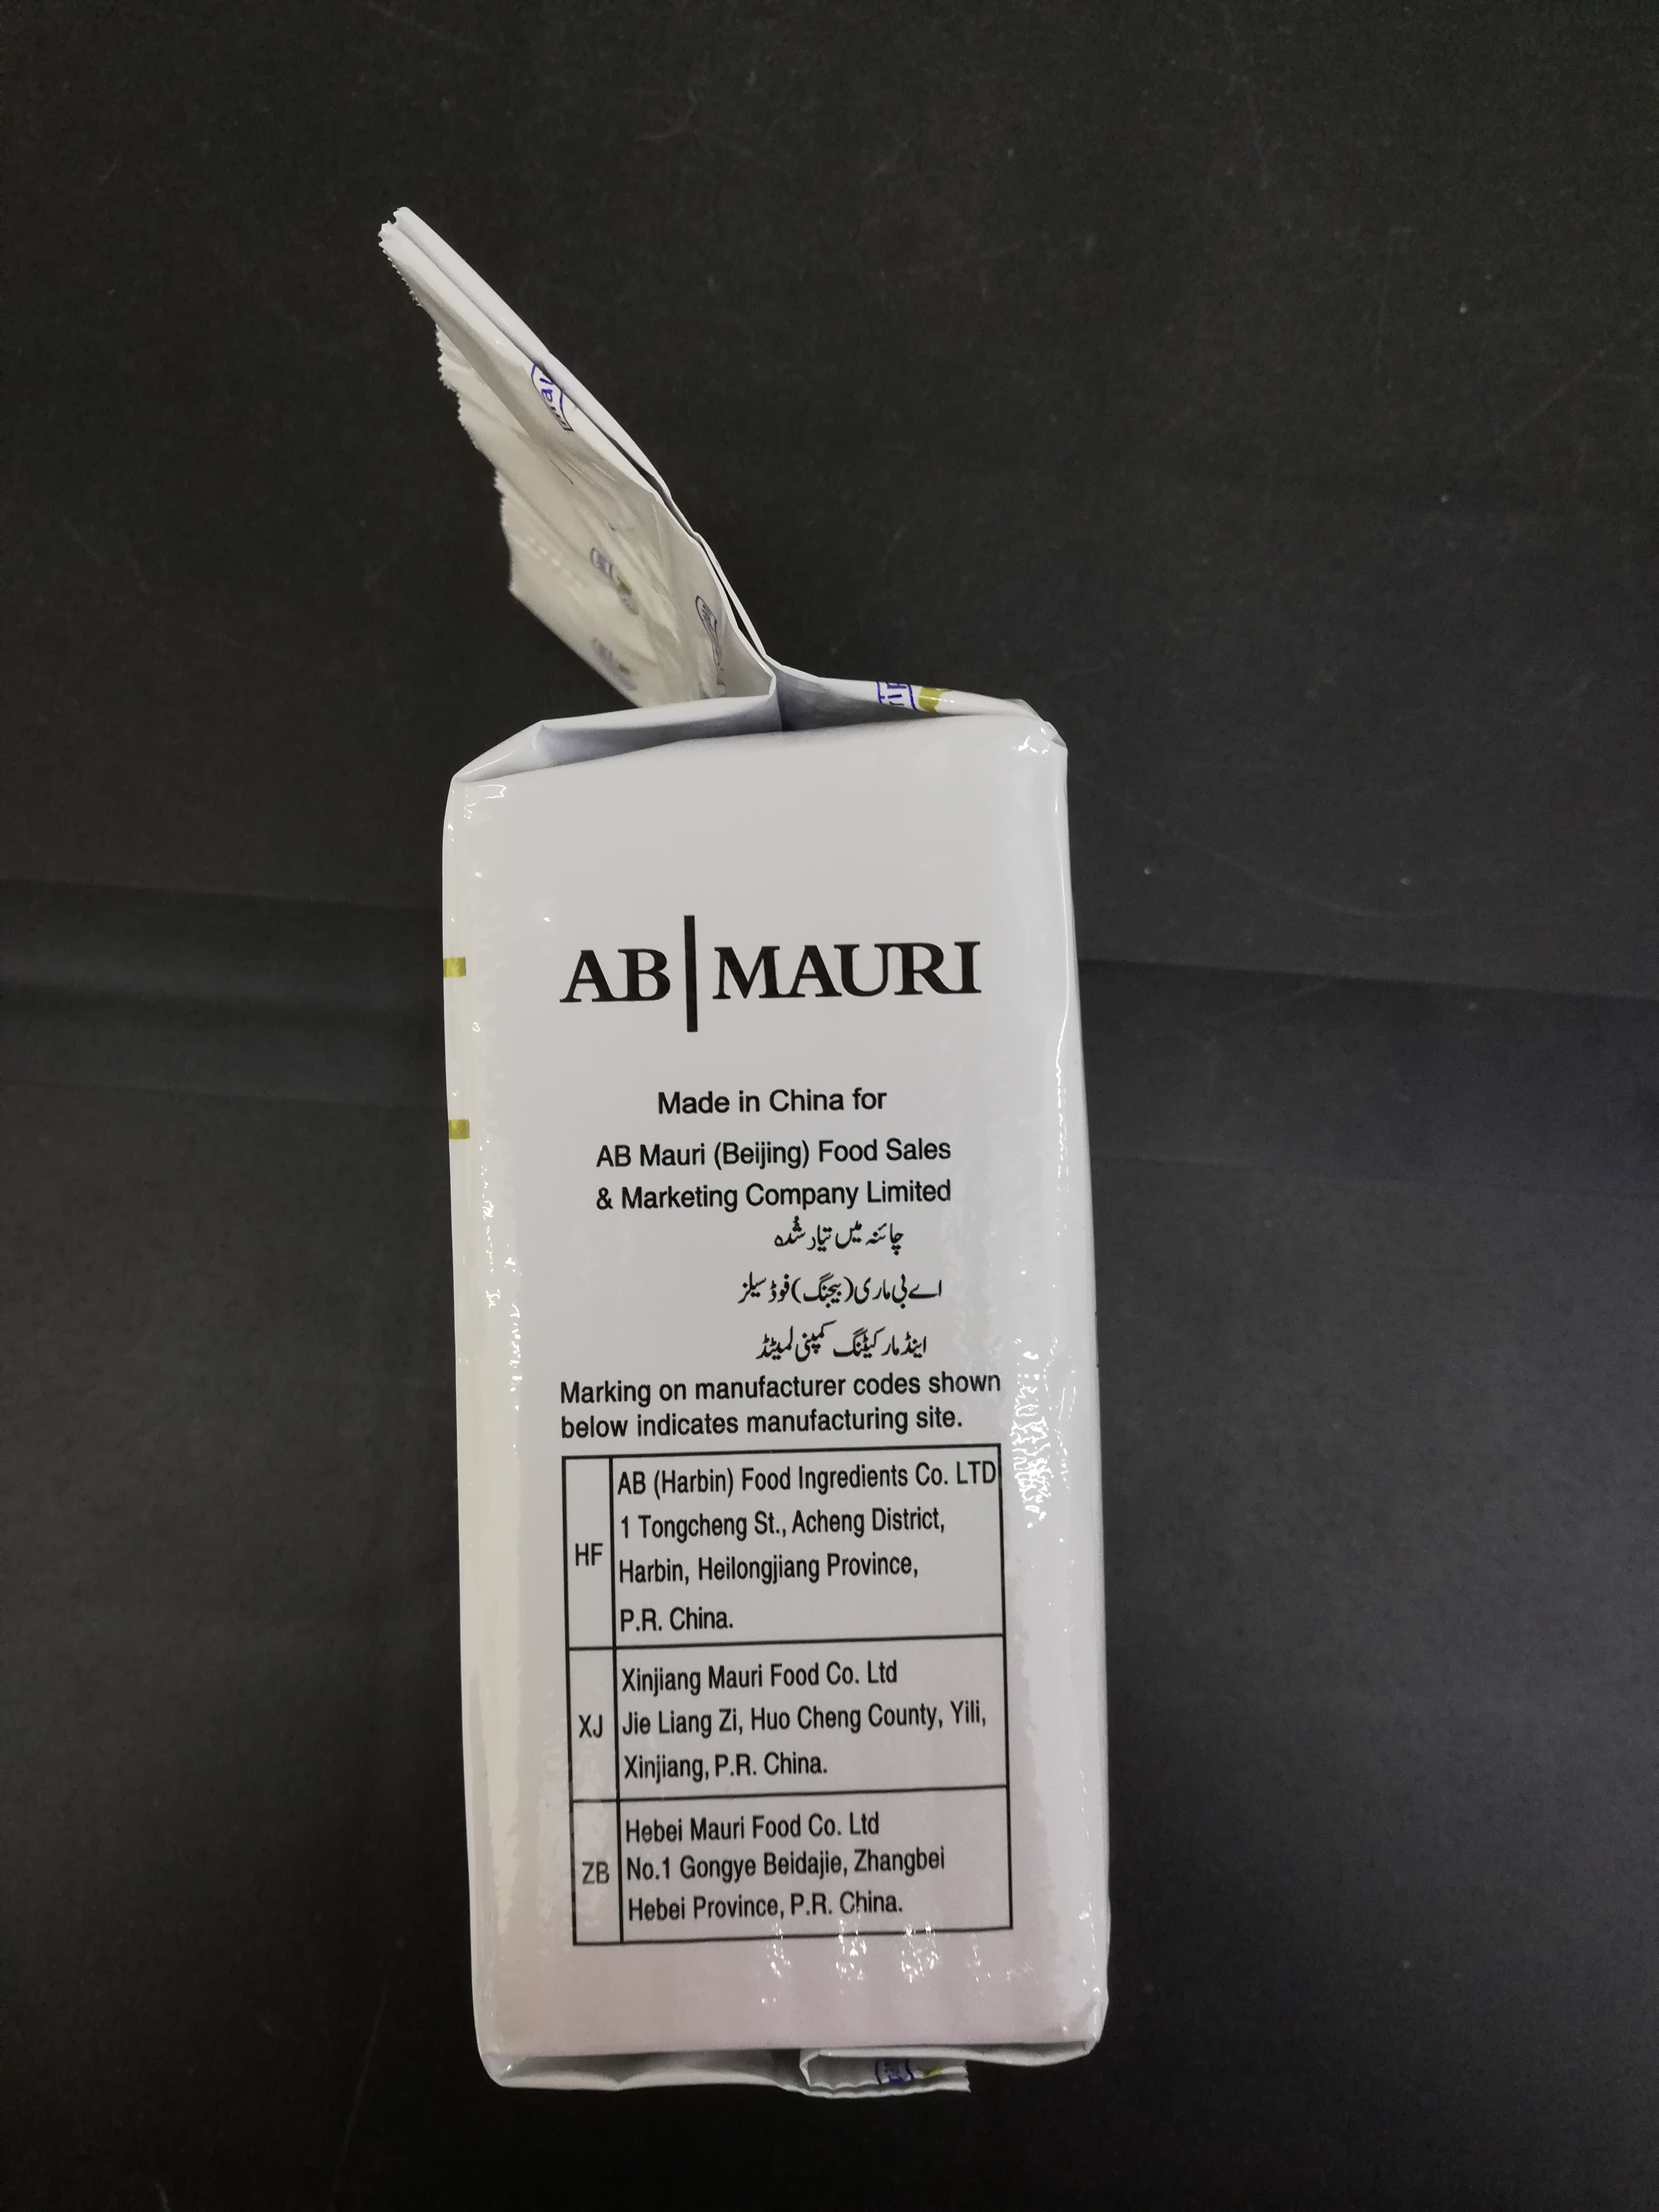 AB|MAURI
Made in China for
AB Mauri (Beijing) Food Sales
& Marketing Company Limited
چائنہ میں تیار شُدہ
اے بی ماری (بیجنگ) فوڈ سیلز
اینڈ مارکیٹنگ کمپنی لمیٹڈ
Marking on manufacturer codes shown
below indicates manufacturing site.
HF
AB (Harbin) Food Ingredients Co. LTD
1 Tongcheng St., Acheng District,
Harbin, Heilongjiang Province,
P.R. China.
XJ
Xinjiang Mauri Food Co. Ltd
Jie Liang Zi, Huo Cheng County, Yili,
Xinjiang, P.R. China.
ZB
Hebei Mauri Food Co. Ltd
No.1 Gongye Beidajie, Zhangbei
Hebei Province, P.R. China.